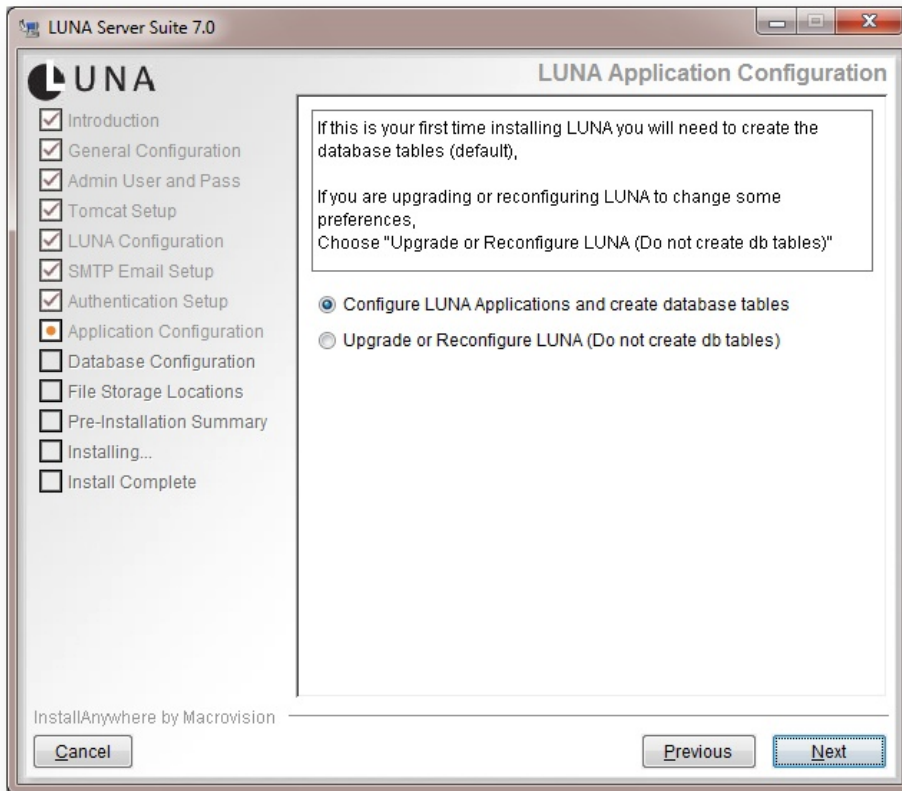 LUNA Server Suite 7.0
LUNA
LUNA Application Configuration
Introduction
General Configuration
Admin User and Pass
Tomcat Setup
LUNA Configuration
SMTP Email Setup
Authentication Setup
Application Configuration
Database Configuration
File Storage Locations
Pre-Installation Summary
Installing...
Install Complete
If this is your first time installing LUNA you will need to create the
database tables (default),
If you are upgrading or reconfiguring LUNA to change some
preferences,
Choose "Upgrade or Reconfigure LUNA (Do not create db tables)"
Configure LUNA Applications and create database tables
Upgrade or Reconfigure LUNA (Do not create db tables)
InstallAnywhere by Macrovision
Cancel
Previous
Next